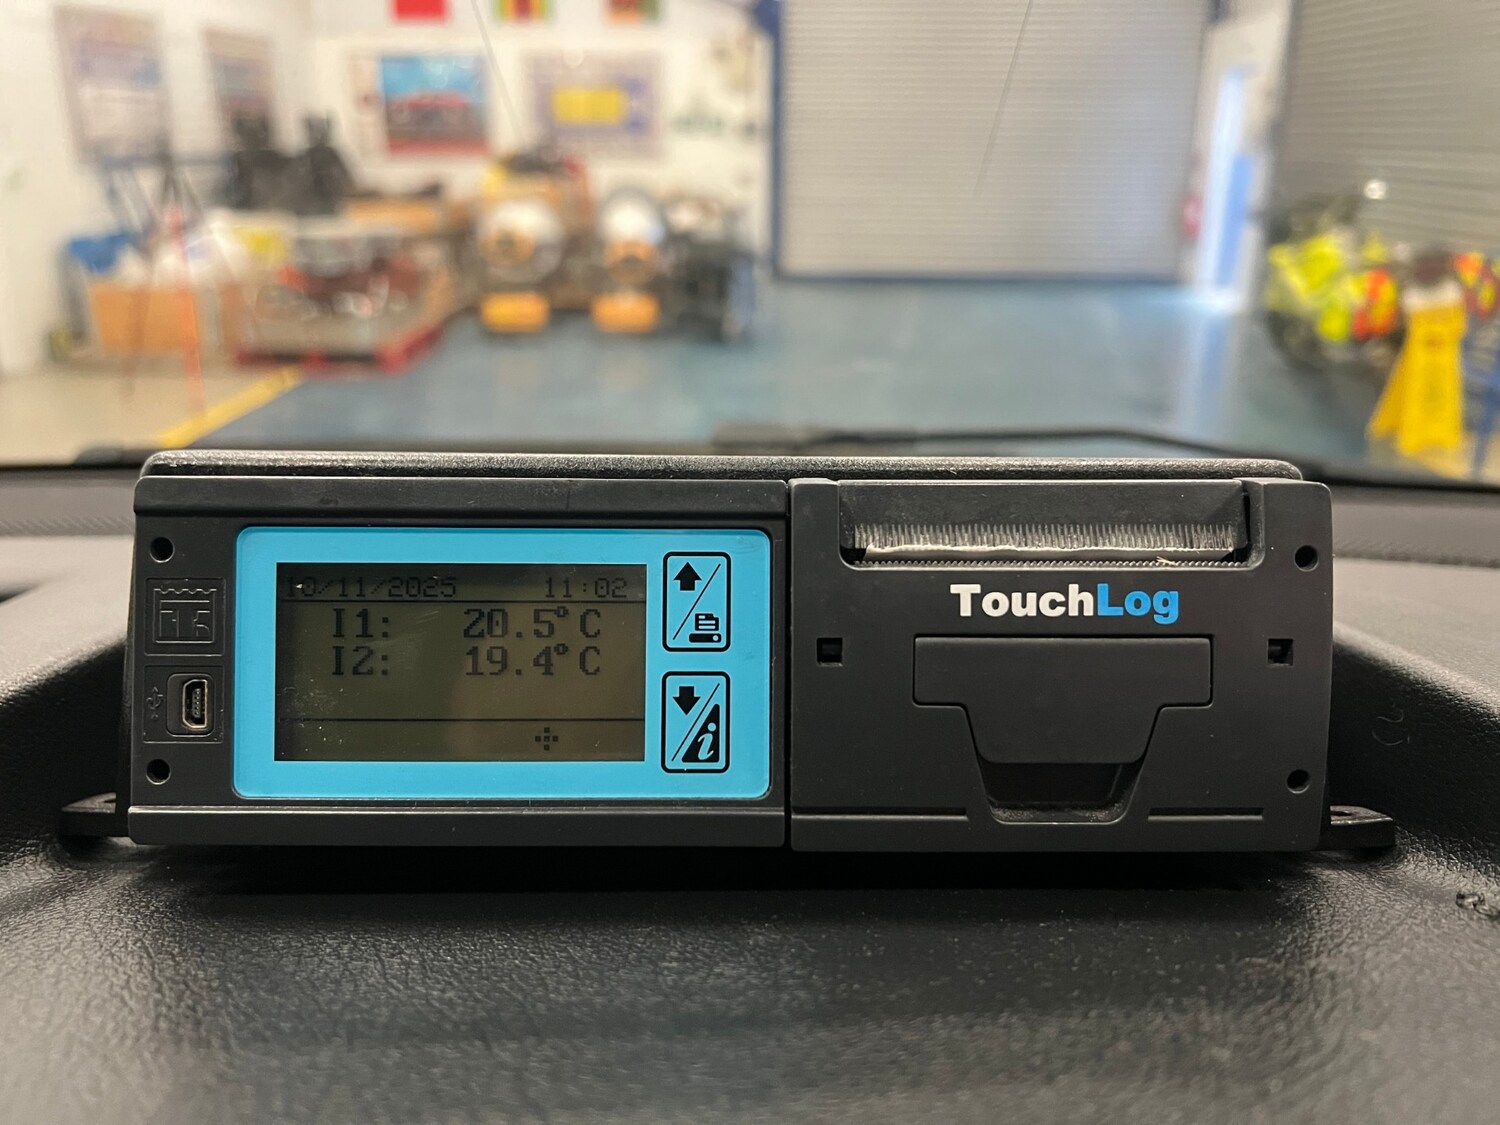 10/11/2025 11:02
I1: 20.5°C
I2: 19.4°C
i
TouchLog